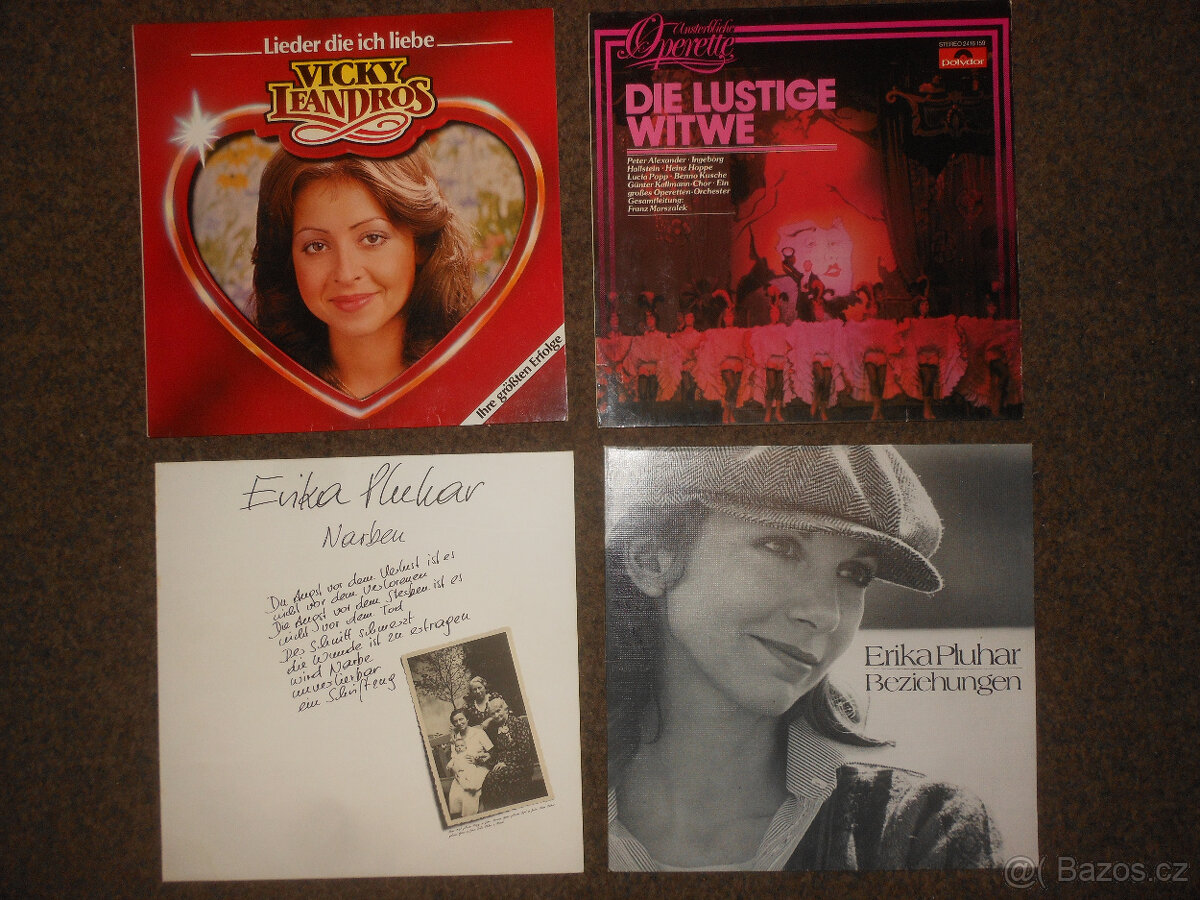 Lieder die ich liebe
VICKY
LEANDROS
Ihre größten Erfolge
Unsterbliche
Operette
STEREO 2416 159
Polydor
DIE LUSTIGE
WITWE
Peter Alexander · Ingeborg
Hallstein · Heinz Hoppe
Lucia Popp · Benno Kusche
Günter Kallmann-Chor · Ein
großes Operetten-Orchester
Gesamtleitung:
Franz Marszalek
Erika Pluhar
Narben
Die Angst vor dem Verlust ist es
nicht vor dem Verlorenen
Die Angst vor dem Sterben ist es
nicht vor dem Tod
Der Schnitt schmerzt
die Wunde ist zu ertragen
wird Narbe
unverlierbar
ein Schriftzug
Erika Pluhar
Beziehungen
@( Bazos.cz